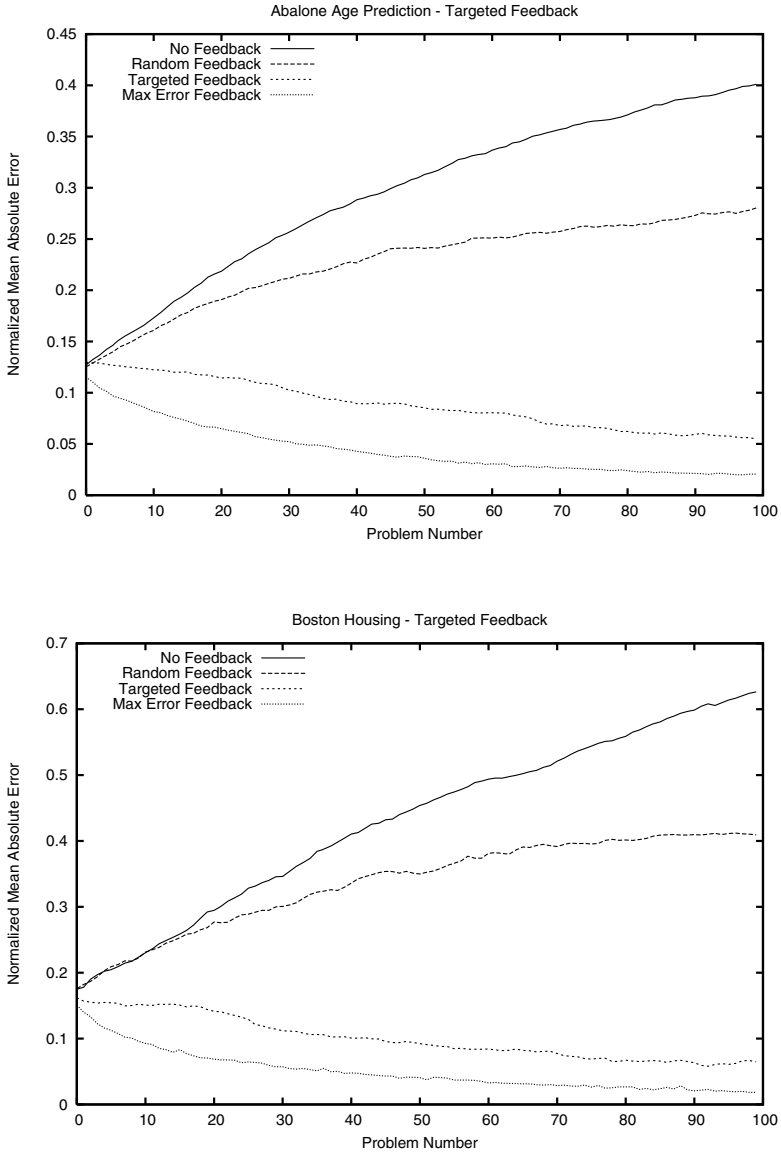 Abalone Age Prediction - Targeted Feedback
0.45
0.4
0.35
0.3
0.25
0.2
0.15
0.1
0.05
0
Normalized Mean Absolute Error
No Feedback
Random Feedback
Targeted Feedback
Max Error Feedback
0 10 20 30 40 50 60 70 80 90 100
Problem Number
Boston Housing - Targeted Feedback
0.7
0.6
0.5
0.4
0.3
0.2
0.1
0
Normalized Mean Absolute Error
No Feedback
Random Feedback
Targeted Feedback
Max Error Feedback
0 10 20 30 40 50 60 70 80 90 100
Problem Number